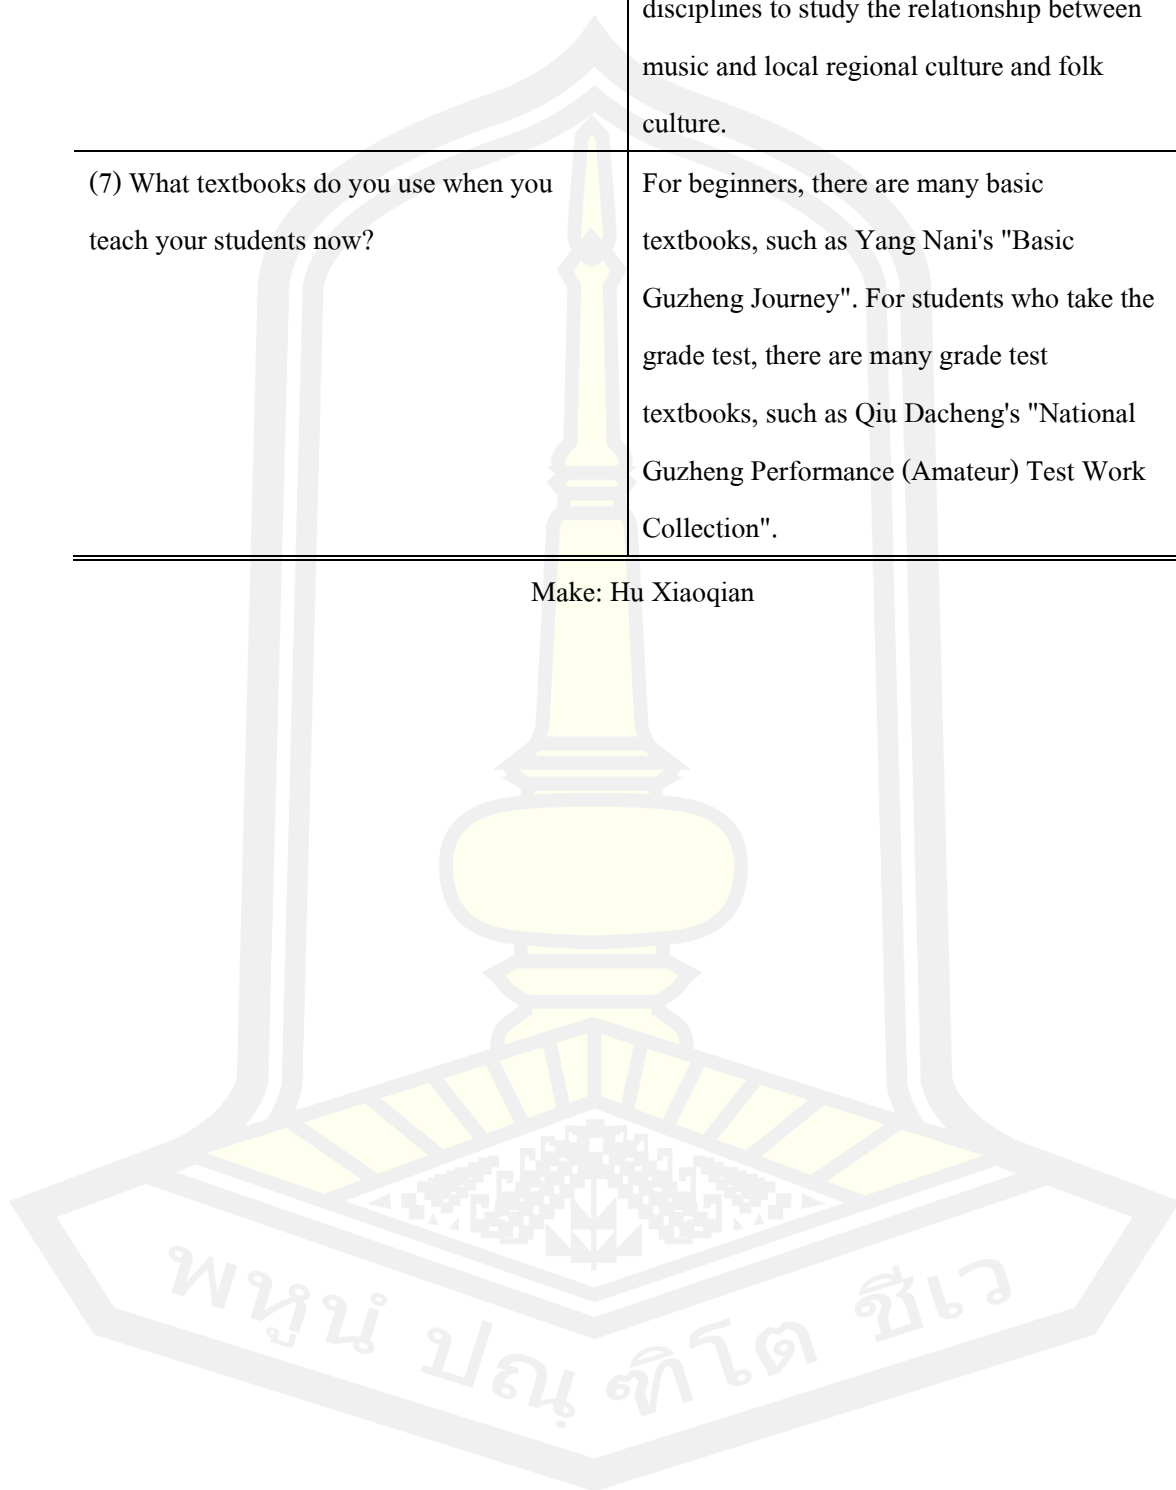 disciplines to study the relationship between
music and local regional culture and folk
culture.
(7) What textbooks do you use when you
teach your students now?
For beginners, there are many basic
textbooks, such as Yang Nani's "Basic
Guzheng Journey". For students who take the
grade test, there are many grade test
textbooks, such as Qiu Dacheng's "National
Guzheng Performance (Amateur) Test Work
Collection".
Make: Hu Xiaoqian
พหูนํ ปณฺฑิโต ชีเว